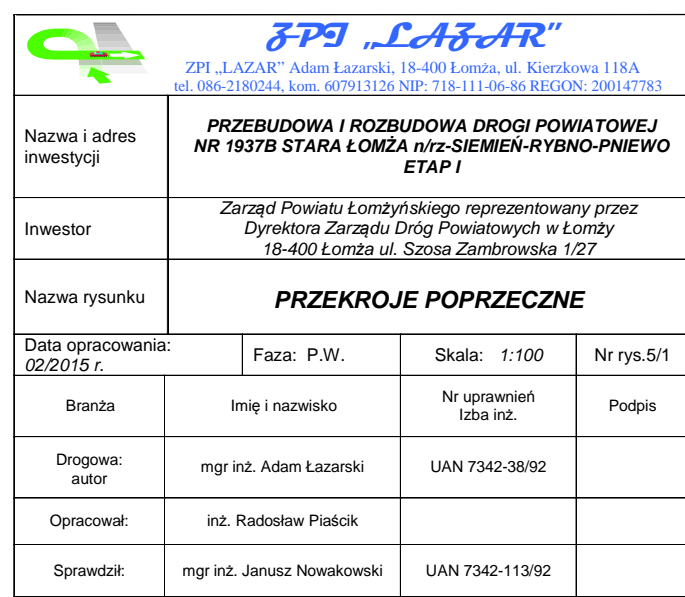 ZPI „LAZAR”
ZPI „LAZAR” Adam Łazarski, 18-400 Łomża, ul. Kierzkowa 118A
tel. 086-2180244, kom. 607913126 NIP: 718-111-06-86 REGON: 200147783
Nazwa i adres
inwestycji
PRZEBUDOWA I ROZBUDOWA DROGI POWIATOWEJ
NR 1937B STARA ŁOMŻA n/rz-SIEMIEŃ-RYBNO-PNIEWO
ETAP I
Inwestor
Zarząd Powiatu Łomżyńskiego reprezentowany przez
Dyrektora Zarządu Dróg Powiatowych w Łomży
18-400 Łomża ul. Szosa Zambrowska 1/27
Nazwa rysunku
PRZEKROJE POPRZECZNE
Data opracowania:
02/2015 r.
Faza: P.W.
Skala: 1:100
Nr rys.5/1
Branża
Imię i nazwisko
Nr uprawnień
Izba inż.
Podpis
Drogowa:
autor
mgr inż. Adam Łazarski
UAN 7342-38/92
Opracował:
inż. Radosław Piaścik
Sprawdził:
mgr inż. Janusz Nowakowski
UAN 7342-113/92